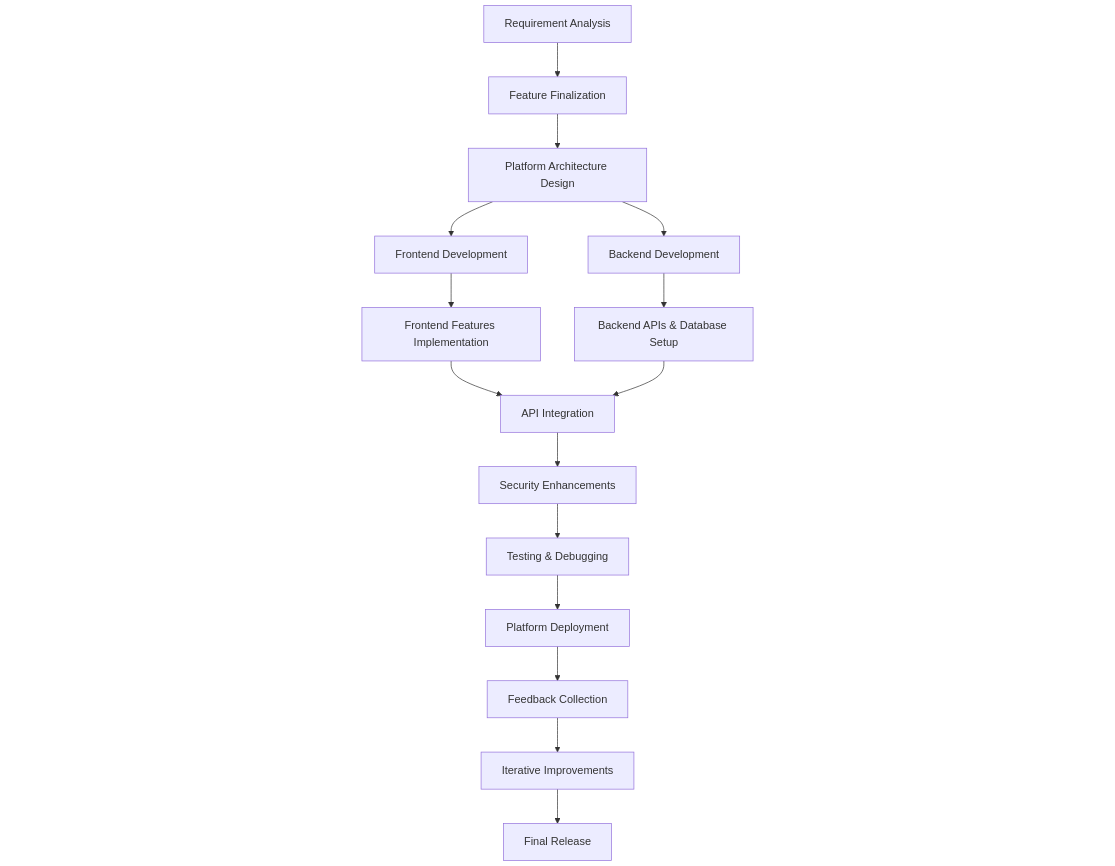 Requirement Analysis
Feature Finalization
Platform Architecture
Design
Frontend Development
Backend Development
Frontend Features
Implementation
Backend APIs & Database
Setup
API Integration
Security Enhancements
Testing & Debugging
Platform Deployment
Feedback Collection
Iterative Improvements
Final Release